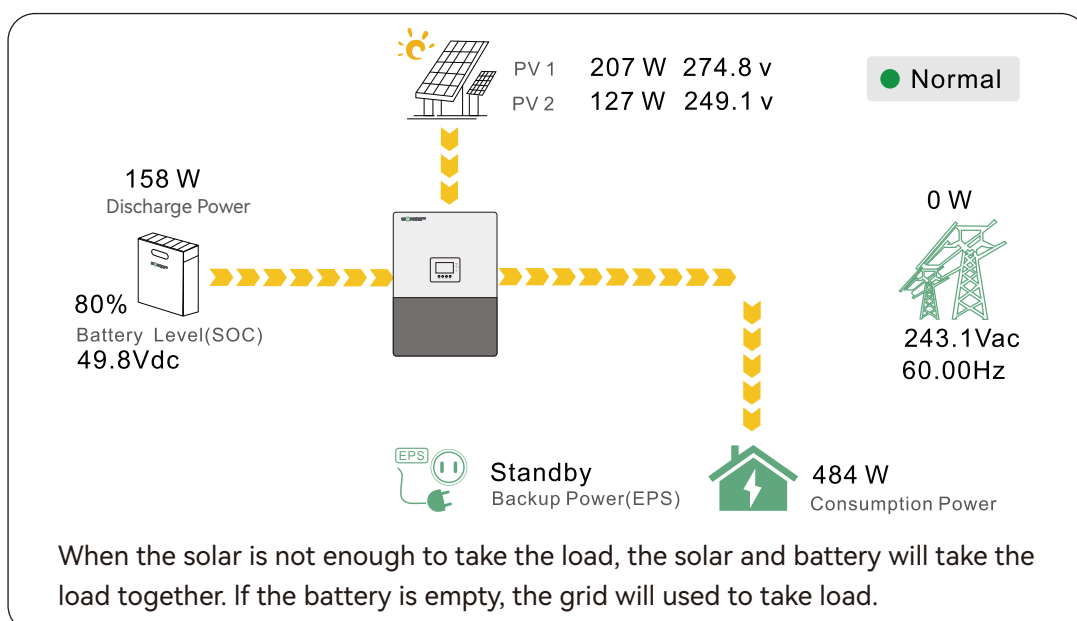 PV 1 207 W 274.8 v
PV 2 127 W 249.1 v
Normal
158 W
Discharge Power
0 W
80%
Battery Level(SOC)
49.8Vdc
243.1Vac
60.00Hz
EPS
Standby
Backup Power(EPS)
484 W
Consumption Power
When the solar is not enough to take the load, the solar and battery will take the
load together. If the battery is empty, the grid will used to take load.